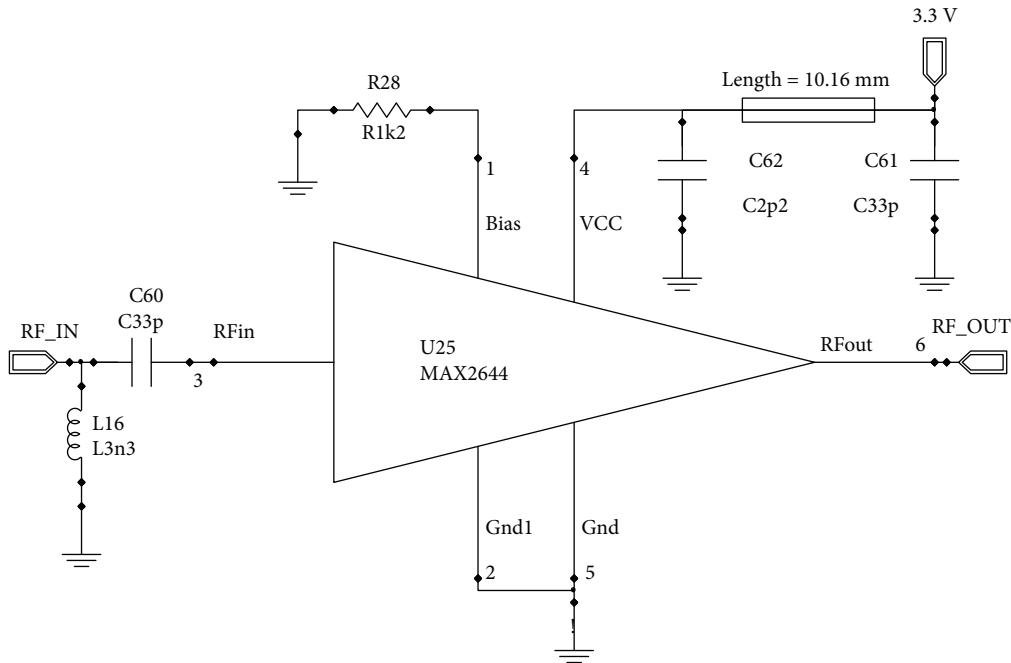 3.3 V
R28
R1k2
Length = 10.16 mm
1
4
C62
C61
C2p2
C33p
Bias
VCC
C60
C33p
RF_IN
RFin
3
U25
MAX2644
RFout
6
RF_OUT
L16
L3n3
Gnd1
Gnd
2
5
!